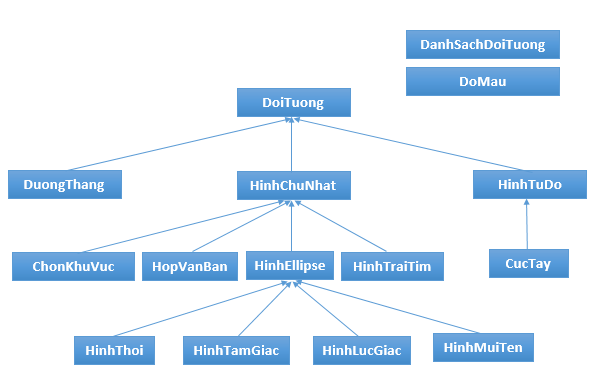 DanhSachDoiTuong
DoMau
DoiTuong
DuongThang
HinhChuNhat
HinhTuDo
ChonKhuVuc
HopVanBan
HinhEllipse
HinhTraiTim
CucTay
HinhThoi
HinhTamGiac
HinhLucGiac
HinhMuiTen